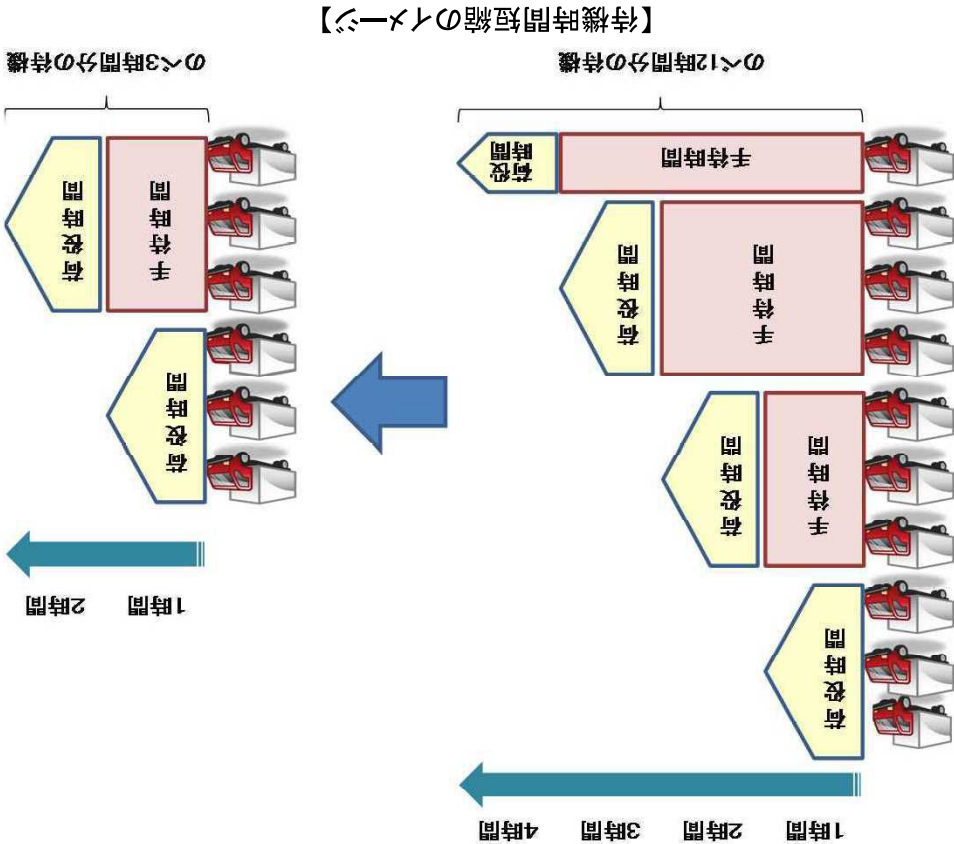 1時間 2時間 3時間 4時間
荷役時間
手待時間
荷役時間
手待時間
荷役時間
手待時間
荷役
時間
のべ12時間分の待機
1時間 2時間
荷役時間
手待時間
荷役時間
のべ3時間分の待機
【待機時間短縮のイメージ】